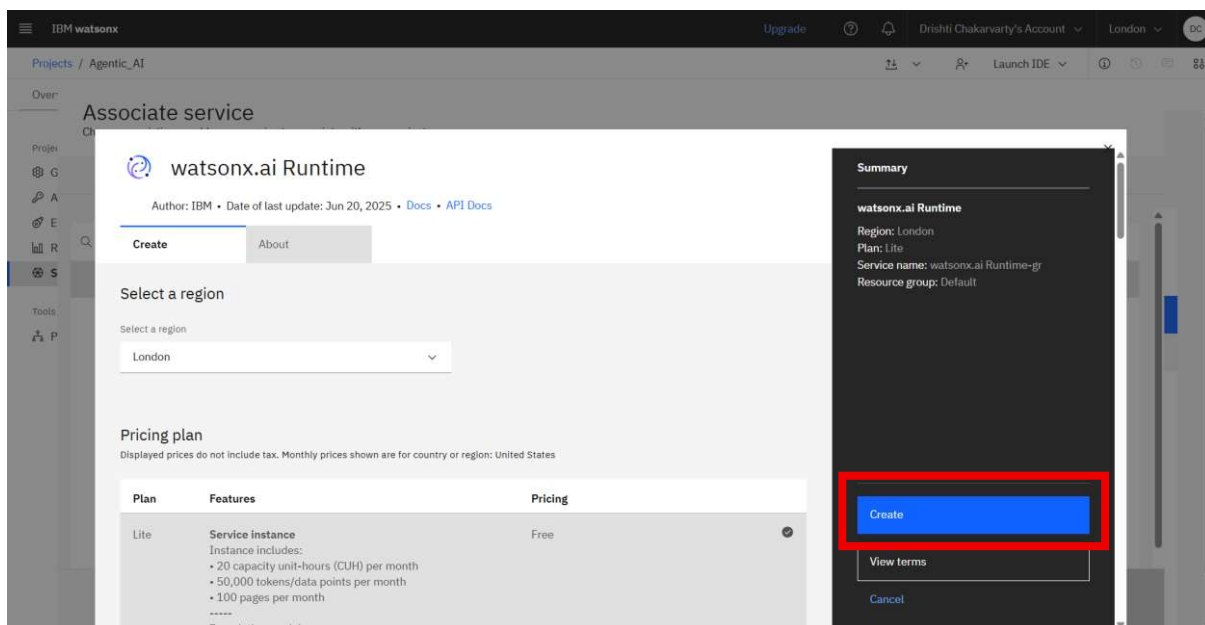 IBM watsonx
Upgrade
Drishti Chakarvarty's Account
London
DC
Projects / Agentic_AI
Launch IDE
Associate service
watsonx.ai Runtime
Author: IBM • Date of last update: Jun 20, 2025 • Docs • API Docs
Create
About
Select a region
Select a region
London
Pricing plan
Displayed prices do not include tax. Monthly prices shown are for country or region: United States
Plan
Features
Pricing
Lite
Service instance
Free
Instance includes:
• 20 capacity unit-hours (CUH) per month
• 50,000 tokens/data points per month
• 100 pages per month
-----
Summary
watsonx.ai Runtime
Region: London
Plan: Lite
Service name: watsonx.ai Runtime-gr
Resource group: Default
Create
View terms
Cancel
Over
Projec
G
A
E
R
S
Tools
P